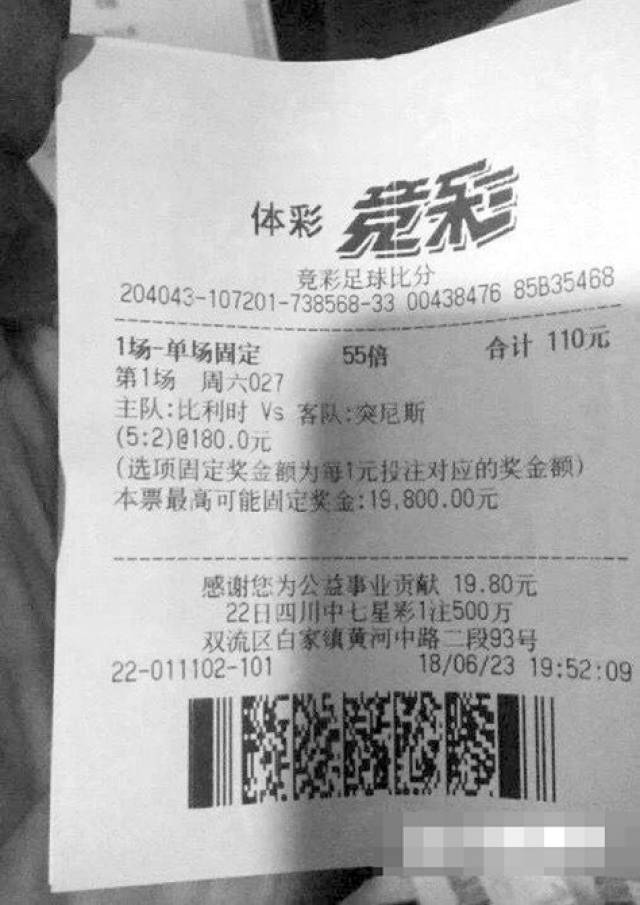 体彩 竞彩
竞彩足球比分
204043-107201-738568-33 00438476 85B35468
1场-单场固定 55倍 合计 110元
第1场 周六027
主队:比利时 Vs 客队:突尼斯
(5:2)@180.0元
(选项固定奖金额为每1元投注对应的奖金额)
本票最高可能固定奖金:19,800.00元
感谢您为公益事业贡献 19.80元
22日四川中七星彩1注500万
双流区白家镇黄河中路二段93号
22-011102-101 18/06/23 19:52:09